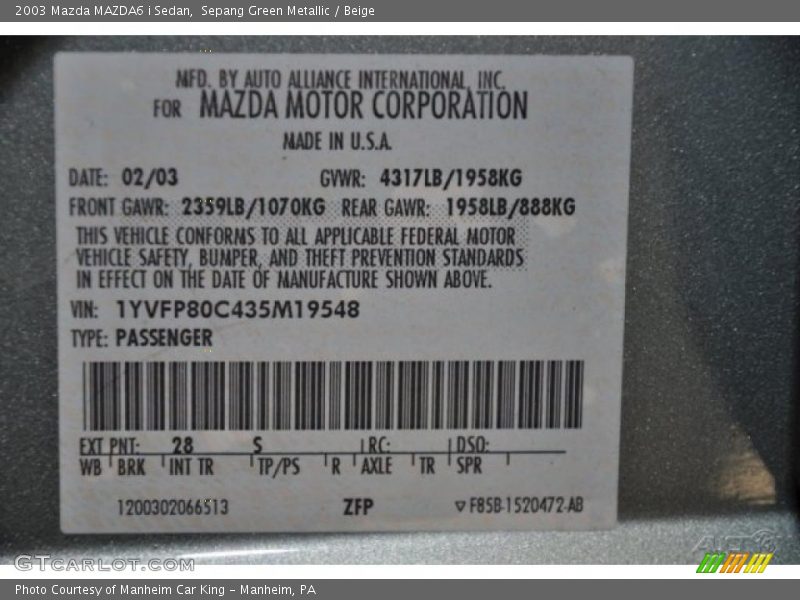 2003 Mazda MAZDA6 i Sedan,  Sepang Green Metallic / Beige
MFD. BY AUTO ALLIANCE INTERNATIONAL, INC.
FOR MAZDA MOTOR CORPORATION
MADE IN U.S.A.
DATE: 02/03 GVWR: 4317LB/1958KG
FRONT GAWR: 2359LB/1070KG REAR GAWR: 1958LB/888KG
THIS VEHICLE CONFORMS TO ALL APPLICABLE FEDERAL MOTOR
VEHICLE SAFETY, BUMPER, AND THEFT PREVENTION STANDARDS
IN EFFECT ON THE DATE OF MANUFACTURE SHOWN ABOVE.
VIN: 1YVFP80C435M19548
TYPE: PASSENGER
EXT PNT: 28 S RC: DSO:
WB BRK INT TR TP/PS R AXLE TR SPR
1200302066513 ZFP F85B-1520472-AB
GTCARLOT.COM
Photo Courtesy of Manheim Car King – Manheim, PA